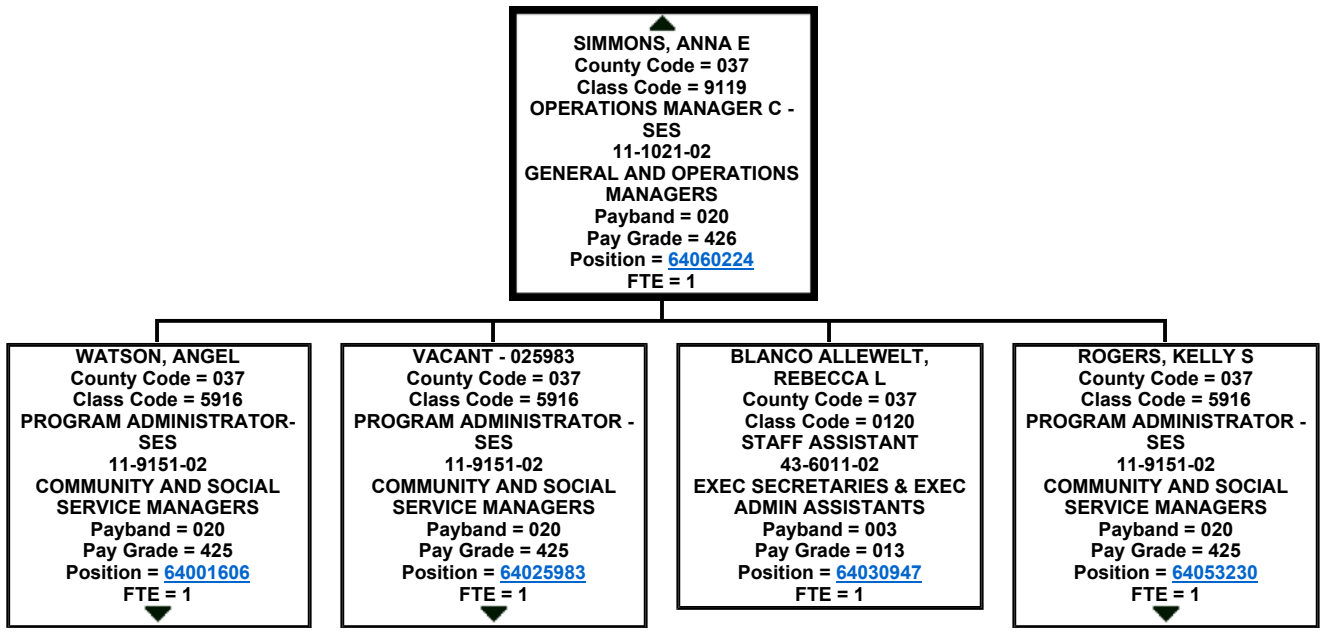 SIMMONS, ANNA E
County Code = 037
Class Code = 9119
OPERATIONS MANAGER C -
SES
11-1021-02
GENERAL AND OPERATIONS
MANAGERS
Payband = 020
Pay Grade = 426
Position = 64060224
FTE = 1
WATSON, ANGEL
County Code = 037
Class Code = 5916
PROGRAM ADMINISTRATOR-
SES
11-9151-02
COMMUNITY AND SOCIAL
SERVICE MANAGERS
Payband = 020
Pay Grade = 425
Position = 64001606
FTE = 1
VACANT - 025983
County Code = 037
Class Code = 5916
PROGRAM ADMINISTRATOR -
SES
11-9151-02
COMMUNITY AND SOCIAL
SERVICE MANAGERS
Payband = 020
Pay Grade = 425
Position = 64025983
FTE = 1
BLANCO ALLEWELT,
REBECCA L
County Code = 037
Class Code = 0120
STAFF ASSISTANT
43-6011-02
EXEC SECRETARIES & EXEC
ADMIN ASSISTANTS
Payband = 003
Pay Grade = 013
Position = 64030947
FTE = 1
ROGERS, KELLY S
County Code = 037
Class Code = 5916
PROGRAM ADMINISTRATOR -
SES
11-9151-02
COMMUNITY AND SOCIAL
SERVICE MANAGERS
Payband = 020
Pay Grade = 425
Position = 64053230
FTE = 1